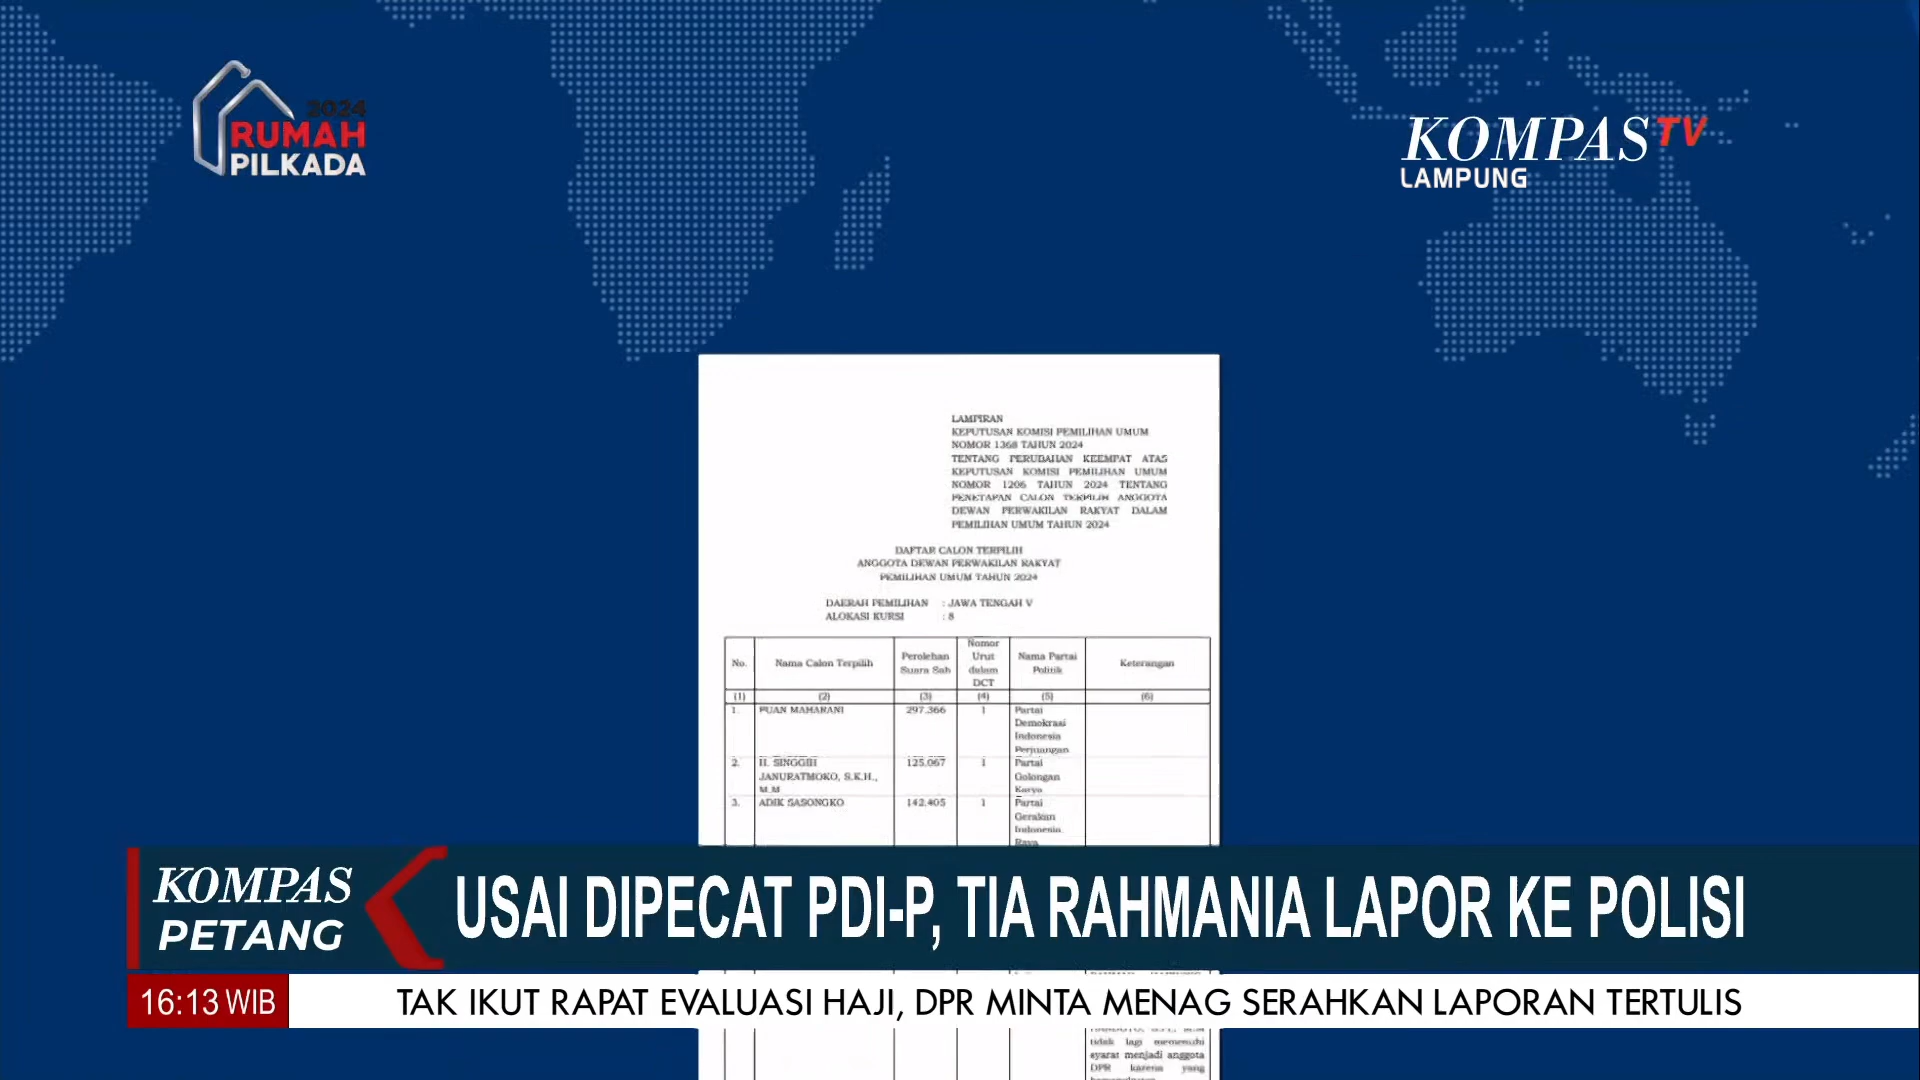 2024
RUMAH
PILKADA
KOMPAS TV
LAMPUNG
LAMPIRAN
KEPUTUSAN KOMISI PEMILIHAN UMUM
NOMOR 1368 TAHUN 2024
TENTANG PERUBAHAN KEEMPAT ATAS
KEPUTUSAN KOMISI PEMILIHAN UMUM
NOMOR 1206 TAHUN 2024 TENTANG
PENETAPAN CALON TERPILIH ANGGOTA
DEWAN PERWAKILAN RAKYAT DALAM
PEMILIHAN UMUM TAHUN 2024
DAFTAR CALON TERPILIH
ANGGOTA DEWAN PERWAKILAN RAKYAT
PEMILIHAN UMUM TAHUN 2024
DAERAH PEMILIHAN : JAWA TENGAH V
ALOKASI KURSI : 8
No. Nama Calon Terpilih Perolehan Suara Sah Nomor Urut dalam DCT Nama Partai Politik Keterangan
(1) (2) (3) (4) (5) (6)
1. PUAN MAHARANI 297.366 1 Partai Demokrasi Indonesia Perjuangan
2. H. SINGGIH JANURATMOKO, S.K.H., M.M 125.067 1 Partai Golongan Karya
3. ADIK SASONGKO 142.405 1 Partai Gerakan Indonesia Raya
KOMPAS
PETANG
USAI DIPECAT PDI-P, TIA RAHMANIA LAPOR KE POLISI
16:13 WIB
TAK IKUT RAPAT EVALUASI HAJI, DPR MINTA MENAG SERAHKAN LAPORAN TERTULIS
tidak lagi memenuhi
syarat menjadi anggota
DPR karena yang